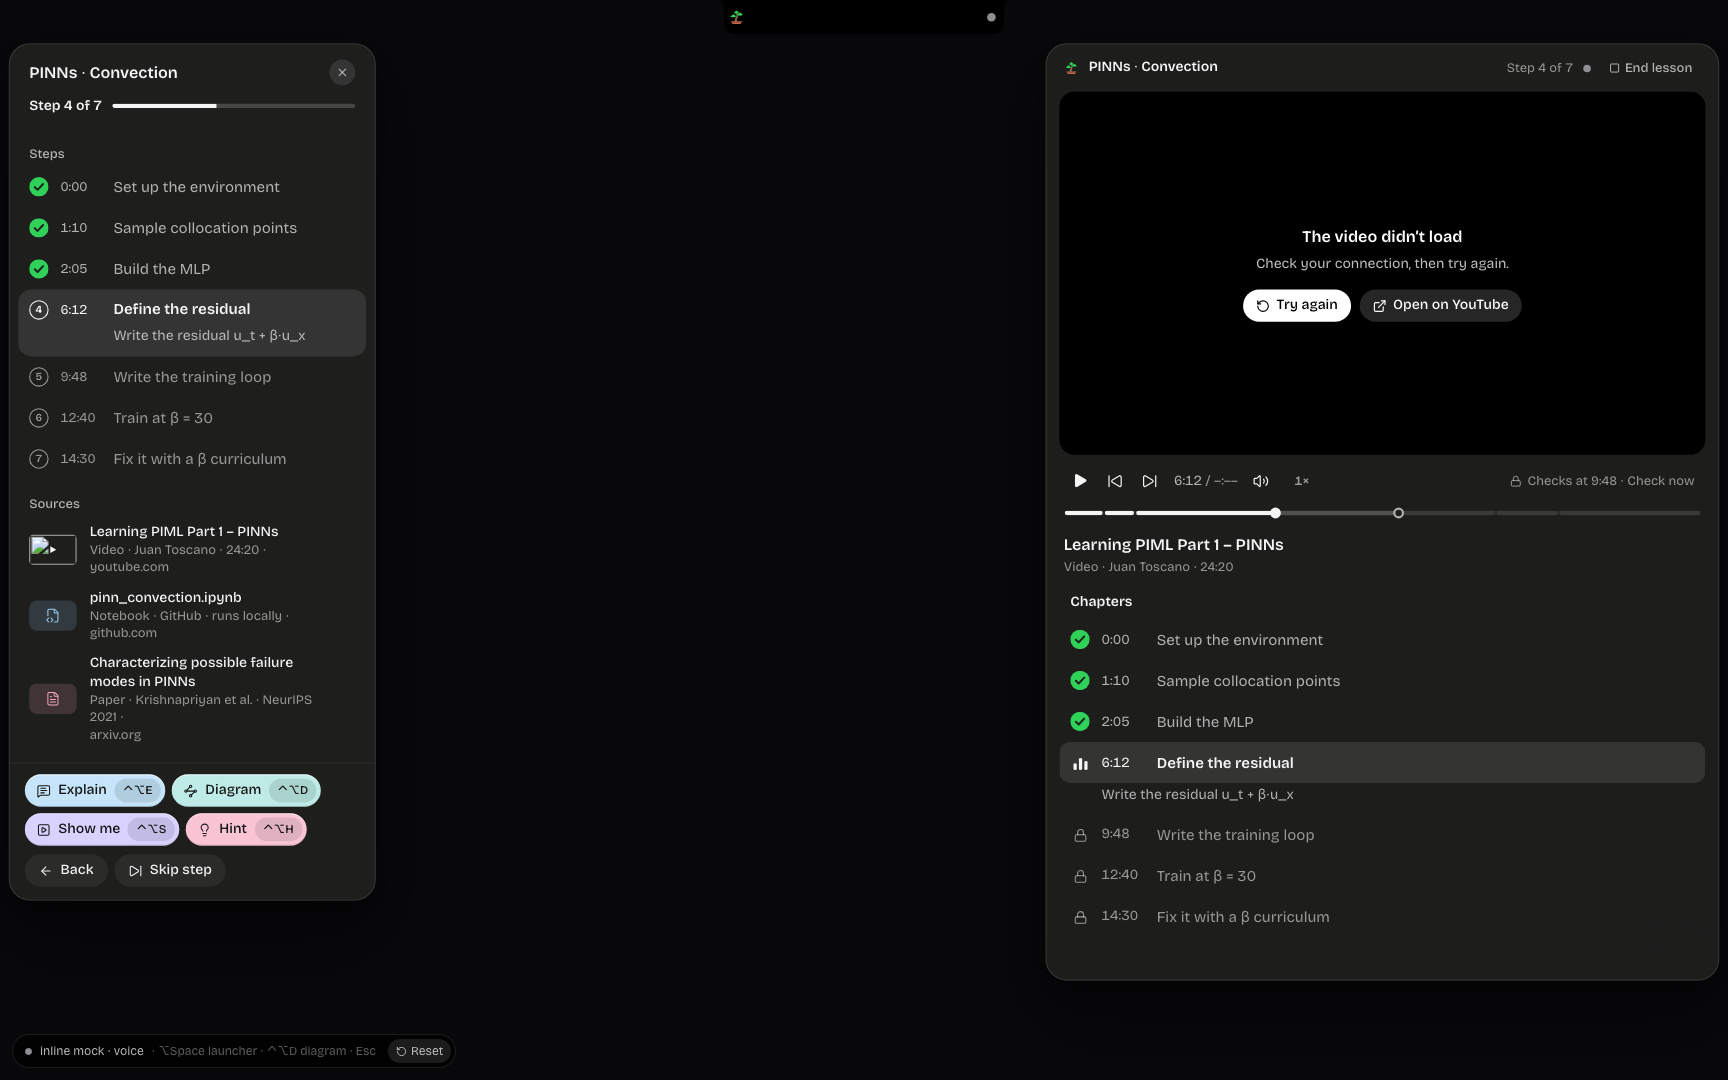 PINNs · Convection
Step 4 of 7
Steps
0:00 Set up the environment
1:10 Sample collocation points
2:05 Build the MLP
4 6:12 Define the residual
Write the residual u_t + β·u_x
5 9:48 Write the training loop
6 12:40 Train at β = 30
7 14:30 Fix it with a β curriculum
Sources
Learning PIML Part 1 – PINNs
Video · Juan Toscano · 24:20 ·
youtube.com
pinn_convection.ipynb
Notebook · GitHub · runs locally ·
github.com
Characterizing possible failure
modes in PINNs
Paper · Krishnapriyan et al. · NeurIPS
2021 ·
arxiv.org
Explain ⌃⌥E
Diagram ⌃⌥D
Show me ⌃⌥S
Hint ⌃⌥H
Back
Skip step
inline mock · voice · ⌥Space launcher · ⌃⌥D diagram · Esc
Reset
PINNs · Convection
Step 4 of 7
End lesson
The video didn’t load
Check your connection, then try again.
Try again
Open on YouTube
6:12 / –:––
1×
Checks at 9:48 · Check now
Learning PIML Part 1 – PINNs
Video · Juan Toscano · 24:20
Chapters
0:00 Set up the environment
1:10 Sample collocation points
2:05 Build the MLP
6:12 Define the residual
Write the residual u_t + β·u_x
9:48 Write the training loop
12:40 Train at β = 30
14:30 Fix it with a β curriculum